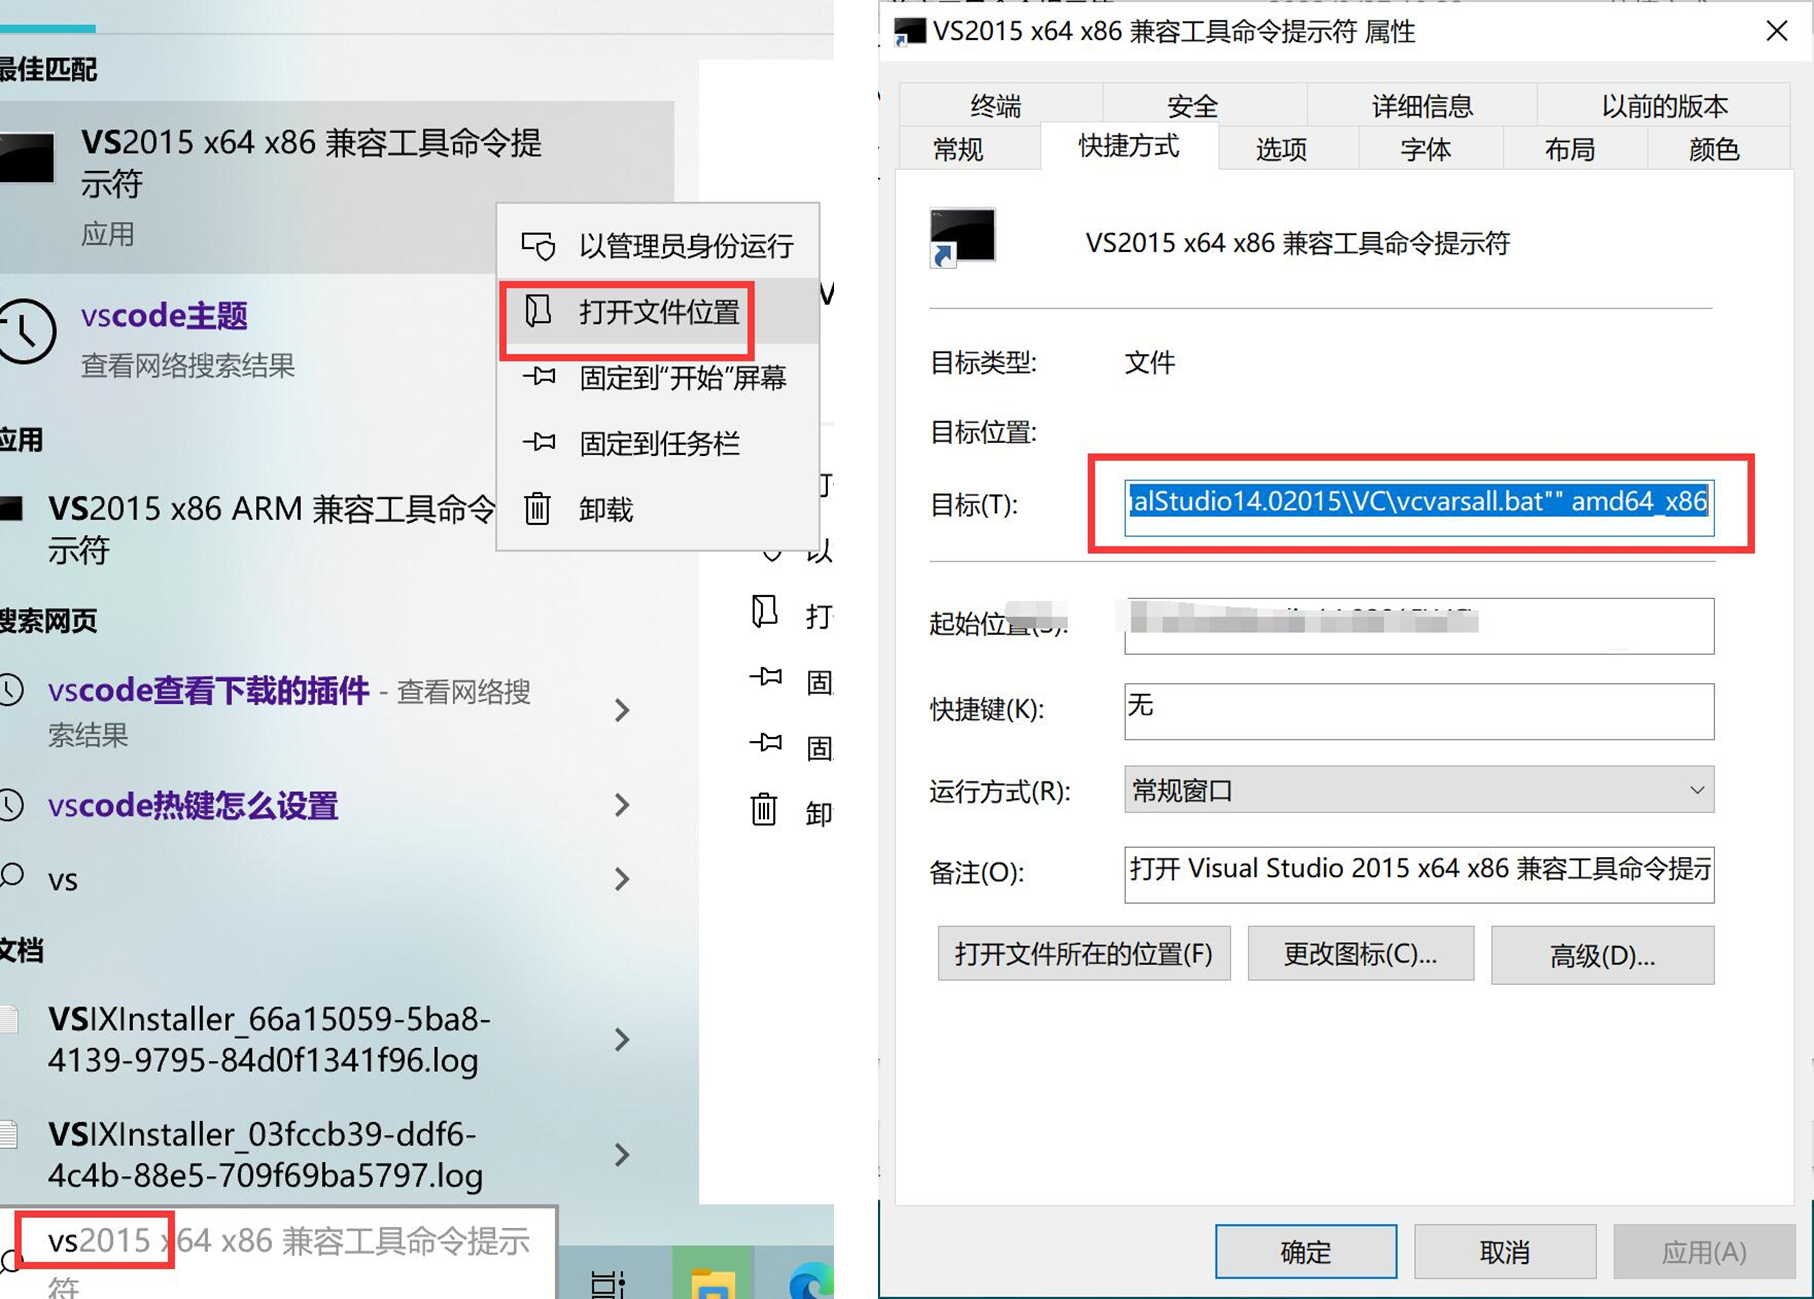 最佳匹配
VS2015 x64 x86 兼容工具命令提
示符
应用
vscode主题
查看网络搜索结果
应用
VS2015 x86 ARM 兼容工具命令
示符
搜索网页
vscode查看下载的插件 - 查看网络搜
索结果
vscode热键怎么设置
vs
文档
VSIXInstaller_66a15059-5ba8-
4139-9795-84d0f1341f96.log
VSIXInstaller_03fccb39-ddf6-
4c4b-88e5-709f69ba5797.log
vs2015 x64 x86 兼容工具命令提示
符
以管理员身份运行
打开文件位置
固定到“开始”屏幕
固定到任务栏
卸载
以
打
固
固
卸
VS2015 x64 x86 兼容工具命令提示符 属性
终端 安全 详细信息 以前的版本
常规 快捷方式 选项 字体 布局 颜色
VS2015 x64 x86 兼容工具命令提示符
目标类型: 文件
目标位置:
目标(T): alStudio14.02015\VC\vcvarsall.bat"" amd64_x86
起始位置(S):
快捷键(K): 无
运行方式(R): 常规窗口
备注(O): 打开 Visual Studio 2015 x64 x86 兼容工具命令提示
打开文件所在的位置(F) 更改图标(C)... 高级(D)...
确定 取消 应用(A)